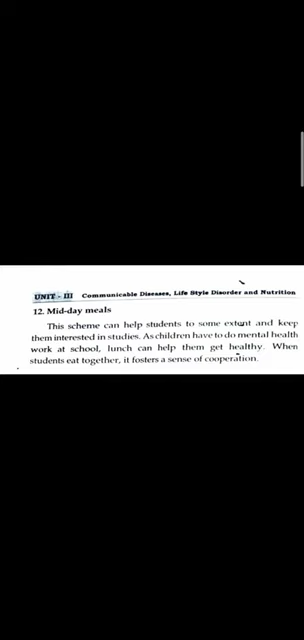 UNIT - III Communicable Diseases, Life Style Disorder and Nutrition
12. Mid-day meals
This scheme can help students to some extent and keep
them interested in studies. As children have to do mental health
work at school, lunch can help them get healthy. When
students eat together, it fosters a sense of cooperation.